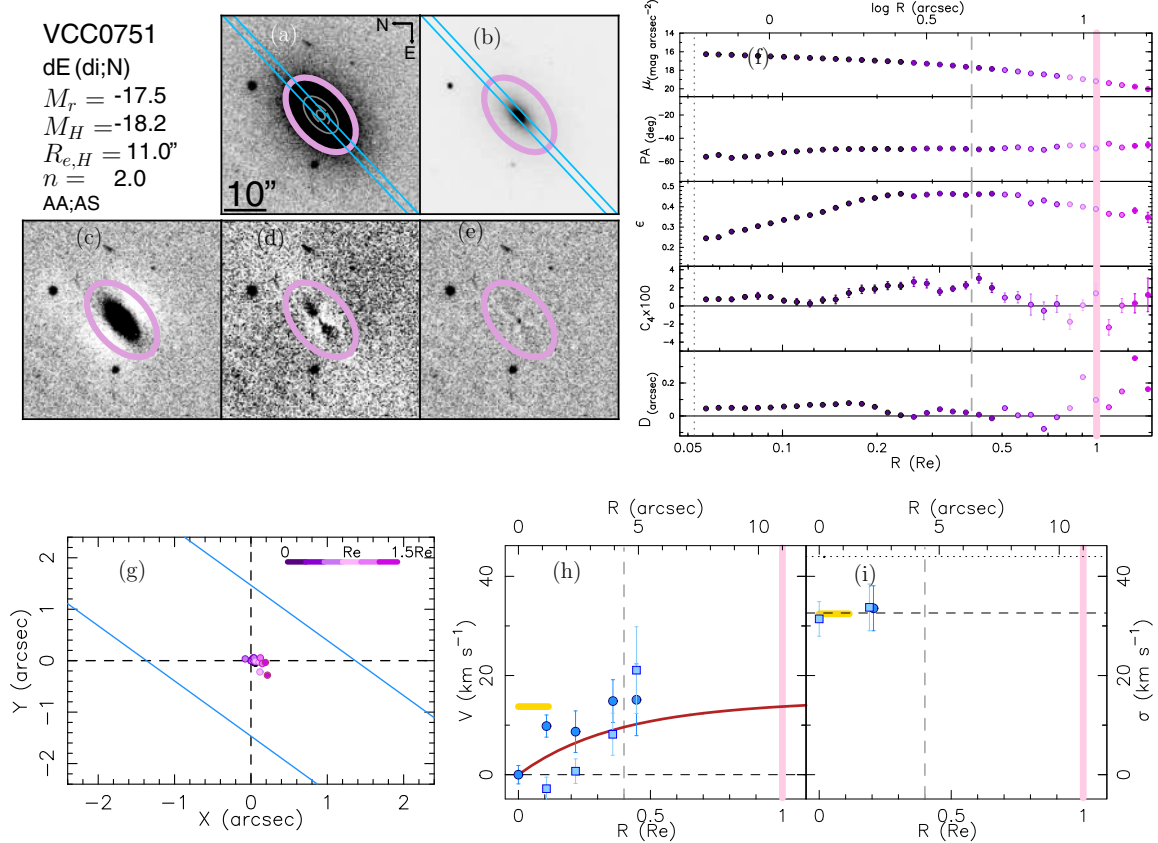 VCC0751
dE (di;N)
M_r = -17.5
M_H = -18.2
R_{e,H} = 11.0”
n = 2.0
AA;AS
(a)
N
E
(b)
10”
(c)
(d)
(e)
log R (arcsec)
0
0.5
1
(f)
μ(mag arcsec⁻²)
14
16
18
20
PA (deg)
−40
−60
ϵ
0.5
0.4
0.3
0.2
C₄×100
2
0
−2
−4
D (arcsec)
0.2
0
0.05
0.1
0.2
0.5
1
R (Re)
(g)
0
Re
1.5Re
Y (arcsec)
2
1
0
−1
−2
−2
−1
0
1
2
X (arcsec)
R (arcsec)
0
5
10
(h)
V (km s⁻¹)
40
20
0
0
0.5
1
R (Re)
R (arcsec)
0
5
10
(i)
σ (km s⁻¹)
40
20
0
0
0.5
1
R (Re)